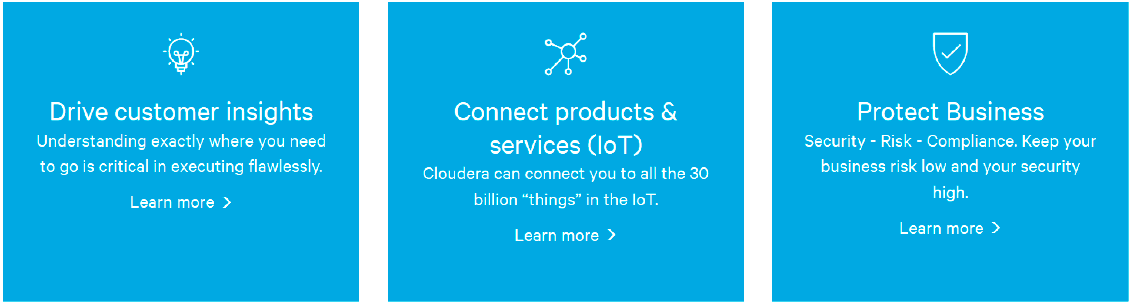 Drive customer insights
Understanding exactly where you need
to go is critical in executing flawlessly.
Learn more >
Connect products &
services (IoT)
Cloudera can connect you to all the 30
billion “things” in the IoT.
Learn more >
Protect Business
Security - Risk - Compliance. Keep your
business risk low and your security
high.
Learn more >